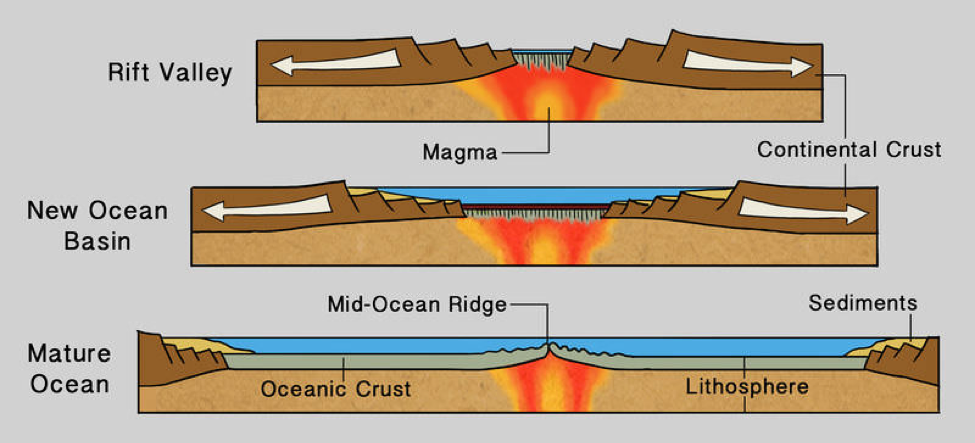 Rift Valley
Magma
Continental Crust
New Ocean
Basin
Mid-Ocean Ridge
Sediments
Mature
Ocean
Oceanic Crust
Lithosphere